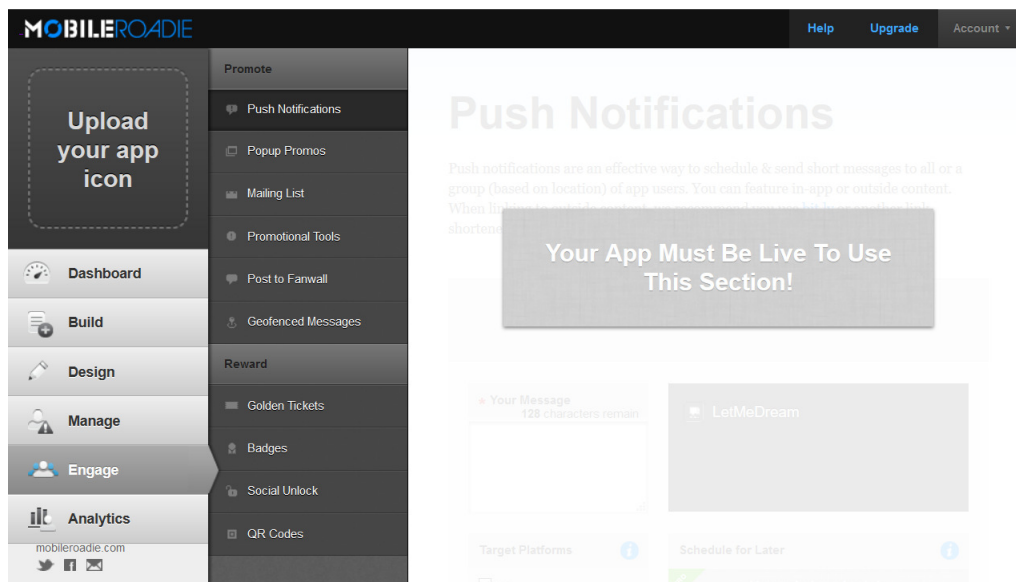 MOBILEROADIE
Help
Upgrade
Account
Upload
your app
icon
Dashboard
Build
Design
Manage
Engage
Analytics
mobileroadie.com
Promote
Push Notifications
Popup Promos
Mailing List
Promotional Tools
Post to Fanwall
Geofenced Messages
Reward
Golden Tickets
Badges
Social Unlock
QR Codes
Push Notifications
Push notifications are an effective way to schedule & send short messages to all or a
group (based on location) of app users. You can feature in-app or outside content.
When
Your App Must Be Live To Use
This Section!
Your Message
128 characters remain
LetMeDream
Target Platforms
Schedule for Later